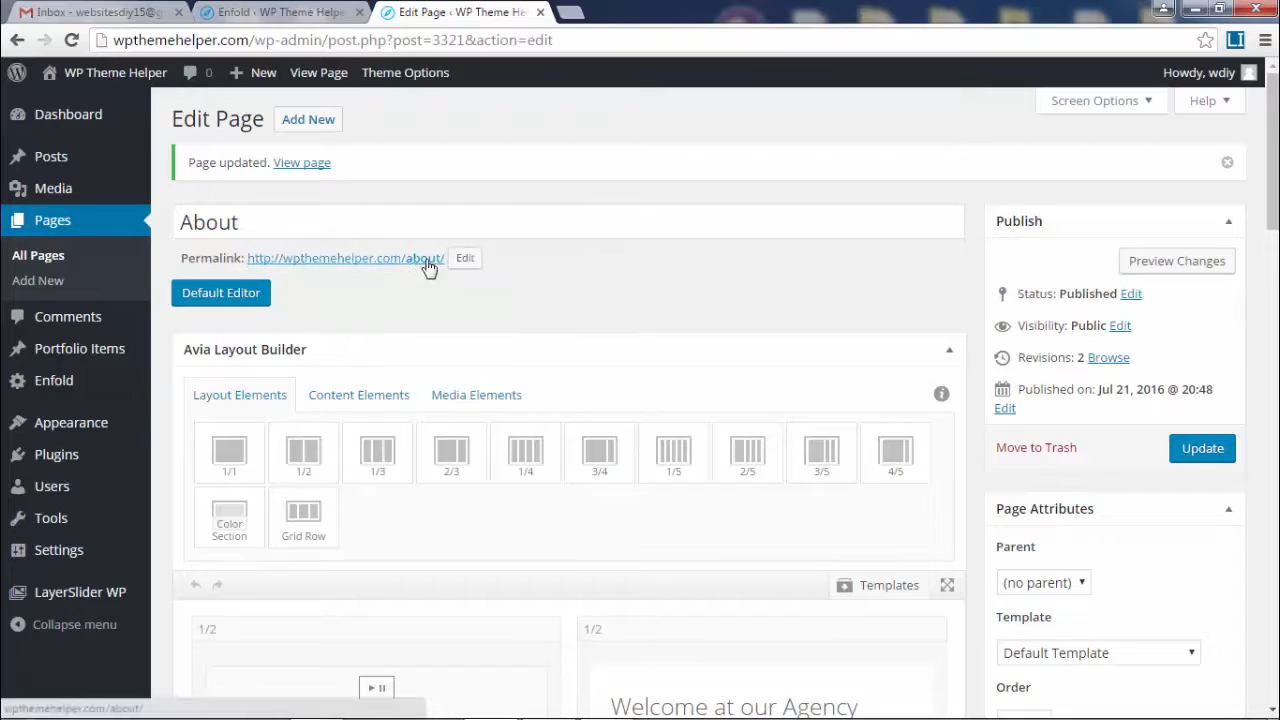 Inbox - websitesdiy15@g
Enfold ‹ WP Theme Helpe
Edit Page ‹ WP Theme He
wpthemehelper.com/wp-admin/post.php?post=3321&action=edit
WP Theme Helper 0 New View Page Theme Options Howdy, wdiy
Screen Options Help
Dashboard
Posts
Media
Pages
All Pages
Add New
Comments
Portfolio Items
Enfold
Appearance
Plugins
Users
Tools
Settings
LayerSlider WP
Collapse menu
Edit Page Add New
Page updated. View page
About
Permalink: http://wpthemehelper.com/about/ Edit
Default Editor
Avia Layout Builder
Layout Elements Content Elements Media Elements
1/1 1/2 1/3 2/3 1/4 3/4 1/5 2/5 3/5 4/5
Color Section
Grid Row
Templates
1/2
1/2
Welcome at our Agency
Publish
Preview Changes
Status: Published Edit
Visibility: Public Edit
Revisions: 2 Browse
Published on: Jul 21, 2016 @ 20:48
Edit
Move to Trash Update
Page Attributes
Parent
(no parent)
Template
Default Template
Order
wpthemehelper.com/about/